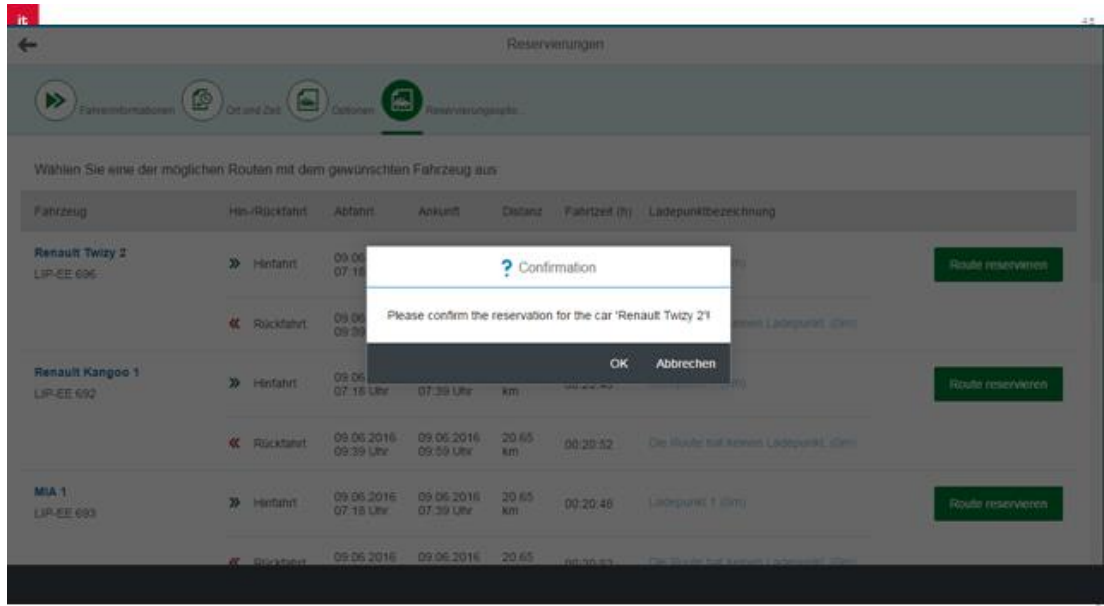 it
Reservierungen
Fahrerinformationen
Ort und Zeit
Optionen
Wählen Sie eine der möglichen Routen mit dem gewünschten Fahrzeug aus
Fahrzeug Hin-/Rückfahrt Abfahrt Ankunft Distanz Fahrtzeit (h) Ladepunktbezeichnung
Renault Twizy 2
LIP-EE 696
Hinfahrt
Route reservieren
? Confirmation
Please confirm the reservation for the car 'Renault Twizy 2'!
OK Abbrechen
Rückfahrt
Renault Kangoo 1
LIP-EE 692
Hinfahrt
07:18 Uhr 07:39 Uhr km
Route reservieren
Rückfahrt 09.06.2016 09.06.2016 20.65 00:20:52 Die Route hat keinen Ladepunkt. (0m)
09:39 Uhr 09:59 Uhr km
MIA 1
LIP-EE 693
Hinfahrt 09.06.2016 09.06.2016 20.65 00:20:46 Ladepunkt 1 (0m)
07:18 Uhr 07:39 Uhr km
Route reservieren
Rückfahrt 09.06.2016 09.06.2016 20.65